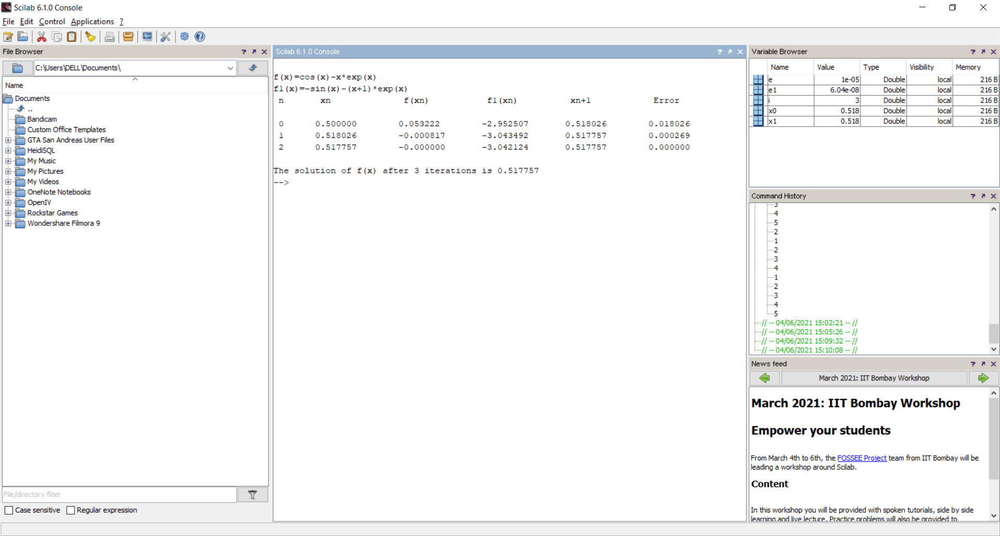 Scilab 6.1.0 Console
File Edit Control Applications ?
File Browser
C:\Users\DELL\Documents\
Name
Documents
..
Bandicam
Custom Office Templates
GTA San Andreas User Files
HeidiSQL
My Music
My Pictures
My Videos
OneNote Notebooks
OpenIV
Rockstar Games
Wondershare Filmora 9
File/directory filter
Case sensitive Regular expression
Scilab 6.1.0 Console
f(x)=cos(x)-x*exp(x)
f1(x)=-sin(x)-(x+1)*exp(x)
n xn f(xn) f1(xn) xn+1 Error
0 0.500000 0.053222 -2.952507 0.518026 0.018026
1 0.518026 -0.000817 -3.043492 0.517757 0.000269
2 0.517757 -0.000000 -3.042124 0.517757 0.000000
The solution of f(x) after 3 iterations is 0.517757
-->
Variable Browser
Name Value Type Visibility Memory
e 1e-05 Double local 216 B
e1 6.04e-08 Double local 216 B
i 3 Double local 216 B
x0 0.518 Double local 216 B
x1 0.518 Double local 216 B
Command History
3
4
5
2
1
2
3
4
1
2
3
4
5
// -- 04/06/2021 15:02:21 -- //
// -- 04/06/2021 15:05:26 -- //
// -- 04/06/2021 15:09:32 -- //
// -- 04/06/2021 15:10:08 -- //
News feed
March 2021: IIT Bombay Workshop
March 2021: IIT Bombay Workshop
Empower your students
From March 4th to 6th, the FOSSEE Project team from IIT Bombay will be
leading a workshop around Scilab.
Content
In this workshop you will be provided with spoken tutorials, side by side
learning and live lecture. Practice problems will also be provided to